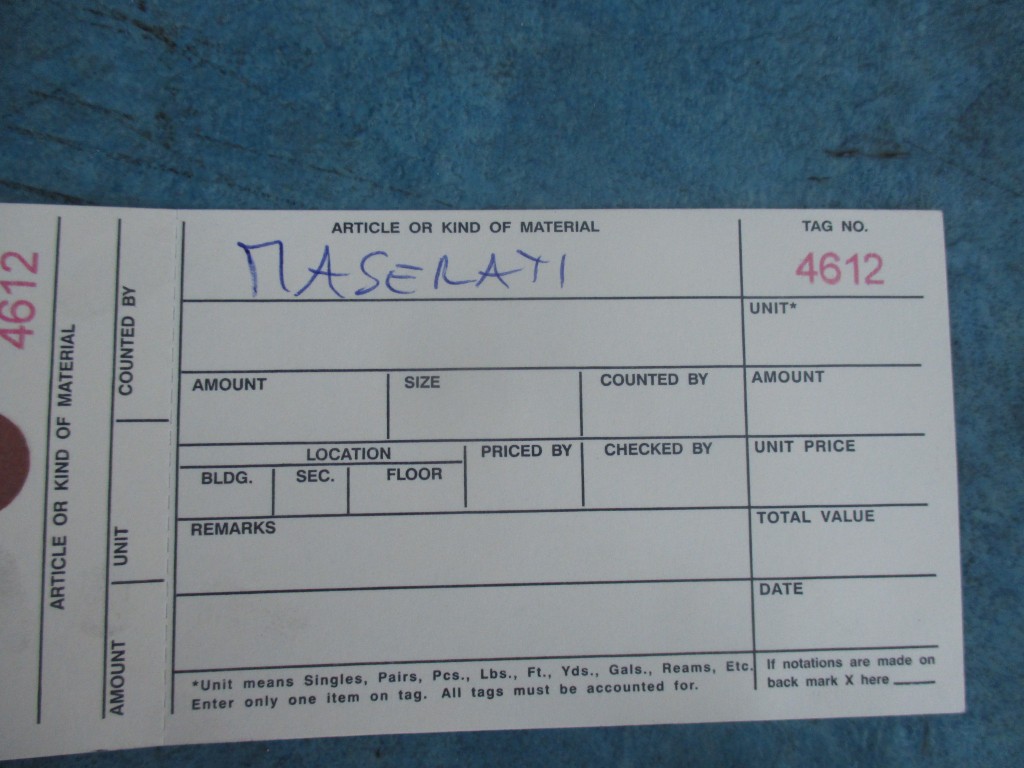 4612
ARTICLE OR KIND OF MATERIAL
COUNTED BY
UNIT
AMOUNT
ARTICLE OR KIND OF MATERIAL
MASERATI
TAG NO.
4612
UNIT*
AMOUNT
SIZE
COUNTED BY
AMOUNT
LOCATION
BLDG.
SEC.
FLOOR
PRICED BY
CHECKED BY
UNIT PRICE
REMARKS
TOTAL VALUE
DATE
*Unit means Singles, Pairs, Pcs., Lbs., Ft., Yds., Gals., Reams, Etc.
Enter only one item on tag. All tags must be accounted for.
If notations are made on
back mark X here